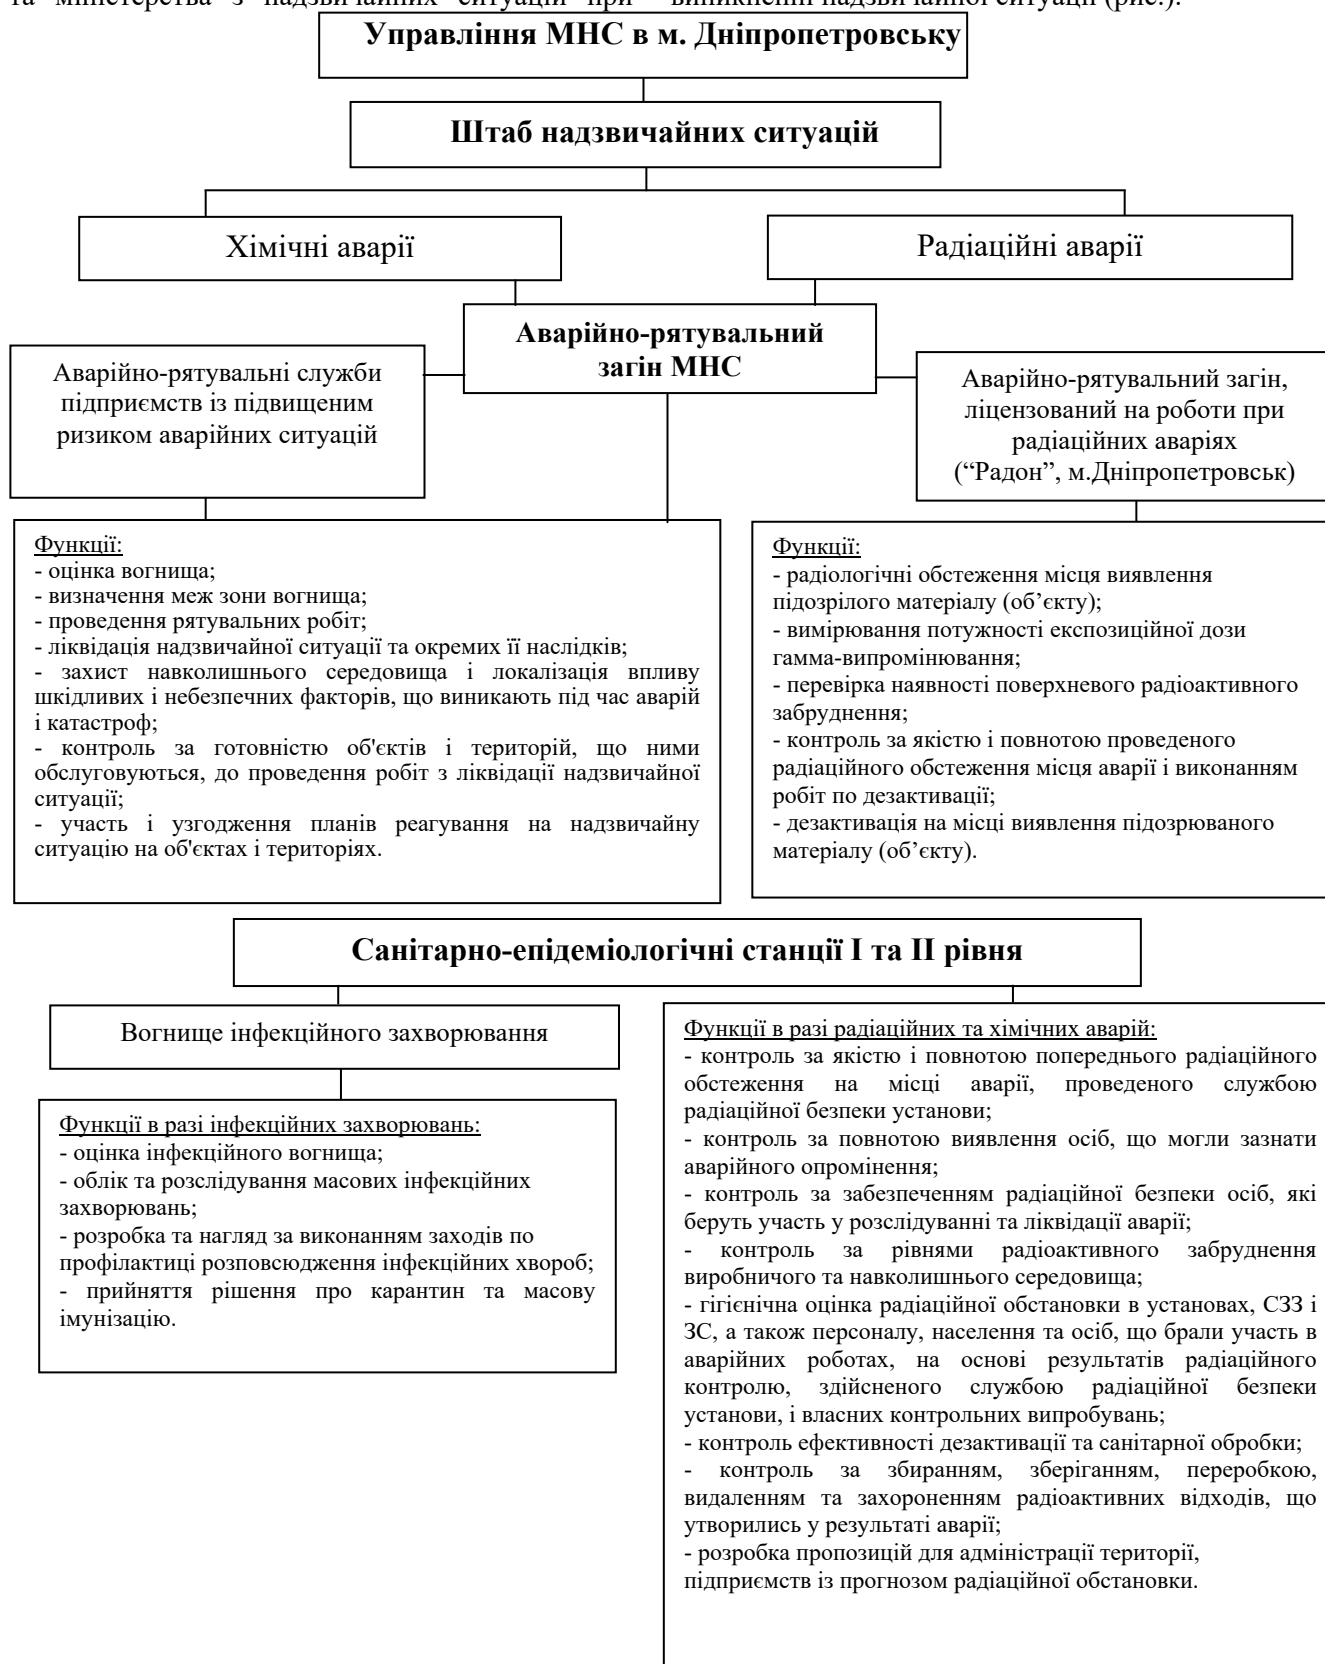 та міністерства з надзвичайних ситуацій при виникненні надзвичайної ситуації (рис.).
Управління МНС в м. Дніпропетровську
Штаб надзвичайних ситуацій
Хімічні аварії
Радіаційні аварії
Аварійно-рятувальний
загін МНС
Аварійно-рятувальні служби
підприємств із підвищеним
ризиком аварійних ситуацій
Аварійно-рятувальний загін,
ліцензований на роботи при
радіаційних аваріях
(“Радон”, м.Дніпропетровськ)
Функції:
- оцінка вогнища;
- визначення меж зони вогнища;
- проведення рятувальних робіт;
- ліквідація надзвичайної ситуації та окремих її наслідків;
- захист навколишнього середовища і локалізація впливу
шкідливих і небезпечних факторів, що виникають під час аварій
і катастроф;
- контроль за готовністю об'єктів і територій, що ними
обслуговуються, до проведення робіт з ліквідації надзвичайної
ситуації;
- участь і узгодження планів реагування на надзвичайну
ситуацію на об'єктах і територіях.
Функції:
- радіологічні обстеження місця виявлення
підозрілого матеріалу (об’єкту);
- вимірювання потужності експозиційної дози
гамма-випромінювання;
- перевірка наявності поверхневого радіоактивного
забруднення;
- контроль за якістю і повнотою проведеного
радіаційного обстеження місця аварії і виконанням
робіт по дезактивації;
- дезактивація на місці виявлення підозрюваного
матеріалу (об’єкту).
Санітарно-епідеміологічні станції І та ІІ рівня
Вогнище інфекційного захворювання
Функції в разі інфекційних захворювань:
- оцінка інфекційного вогнища;
- облік та розслідування масових інфекційних
захворювань;
- розробка та нагляд за виконанням заходів по
профілактиці розповсюдження інфекційних хвороб;
- прийняття рішення про карантин та масову
імунізацію.
Функції в разі радіаційних та хімічних аварій:
- контроль за якістю і повнотою попереднього радіаційного
обстеження на місці аварії, проведеного службою
радіаційної безпеки установи;
- контроль за повнотою виявлення осіб, що могли зазнати
аварійного опромінення;
- контроль за забезпеченням радіаційної безпеки осіб, які
беруть участь у розслідуванні та ліквідації аварії;
- контроль за рівнями радіоактивного забруднення
виробничого та навколишнього середовища;
- гігієнічна оцінка радіаційної обстановки в установах, СЗЗ і
ЗС, а також персоналу, населення та осіб, що брали участь в
аварійних роботах, на основі результатів радіаційного
контролю, здійсненого службою радіаційної безпеки
установи, і власних контрольних випробувань;
- контроль ефективності дезактивації та санітарної обробки;
- контроль за збиранням, зберіганням, переробкою,
видаленням та захороненням радіоактивних відходів, що
утворились у результаті аварії;
- розробка пропозицій для адміністрації території,
підприємств із прогнозом радіаційної обстановки.